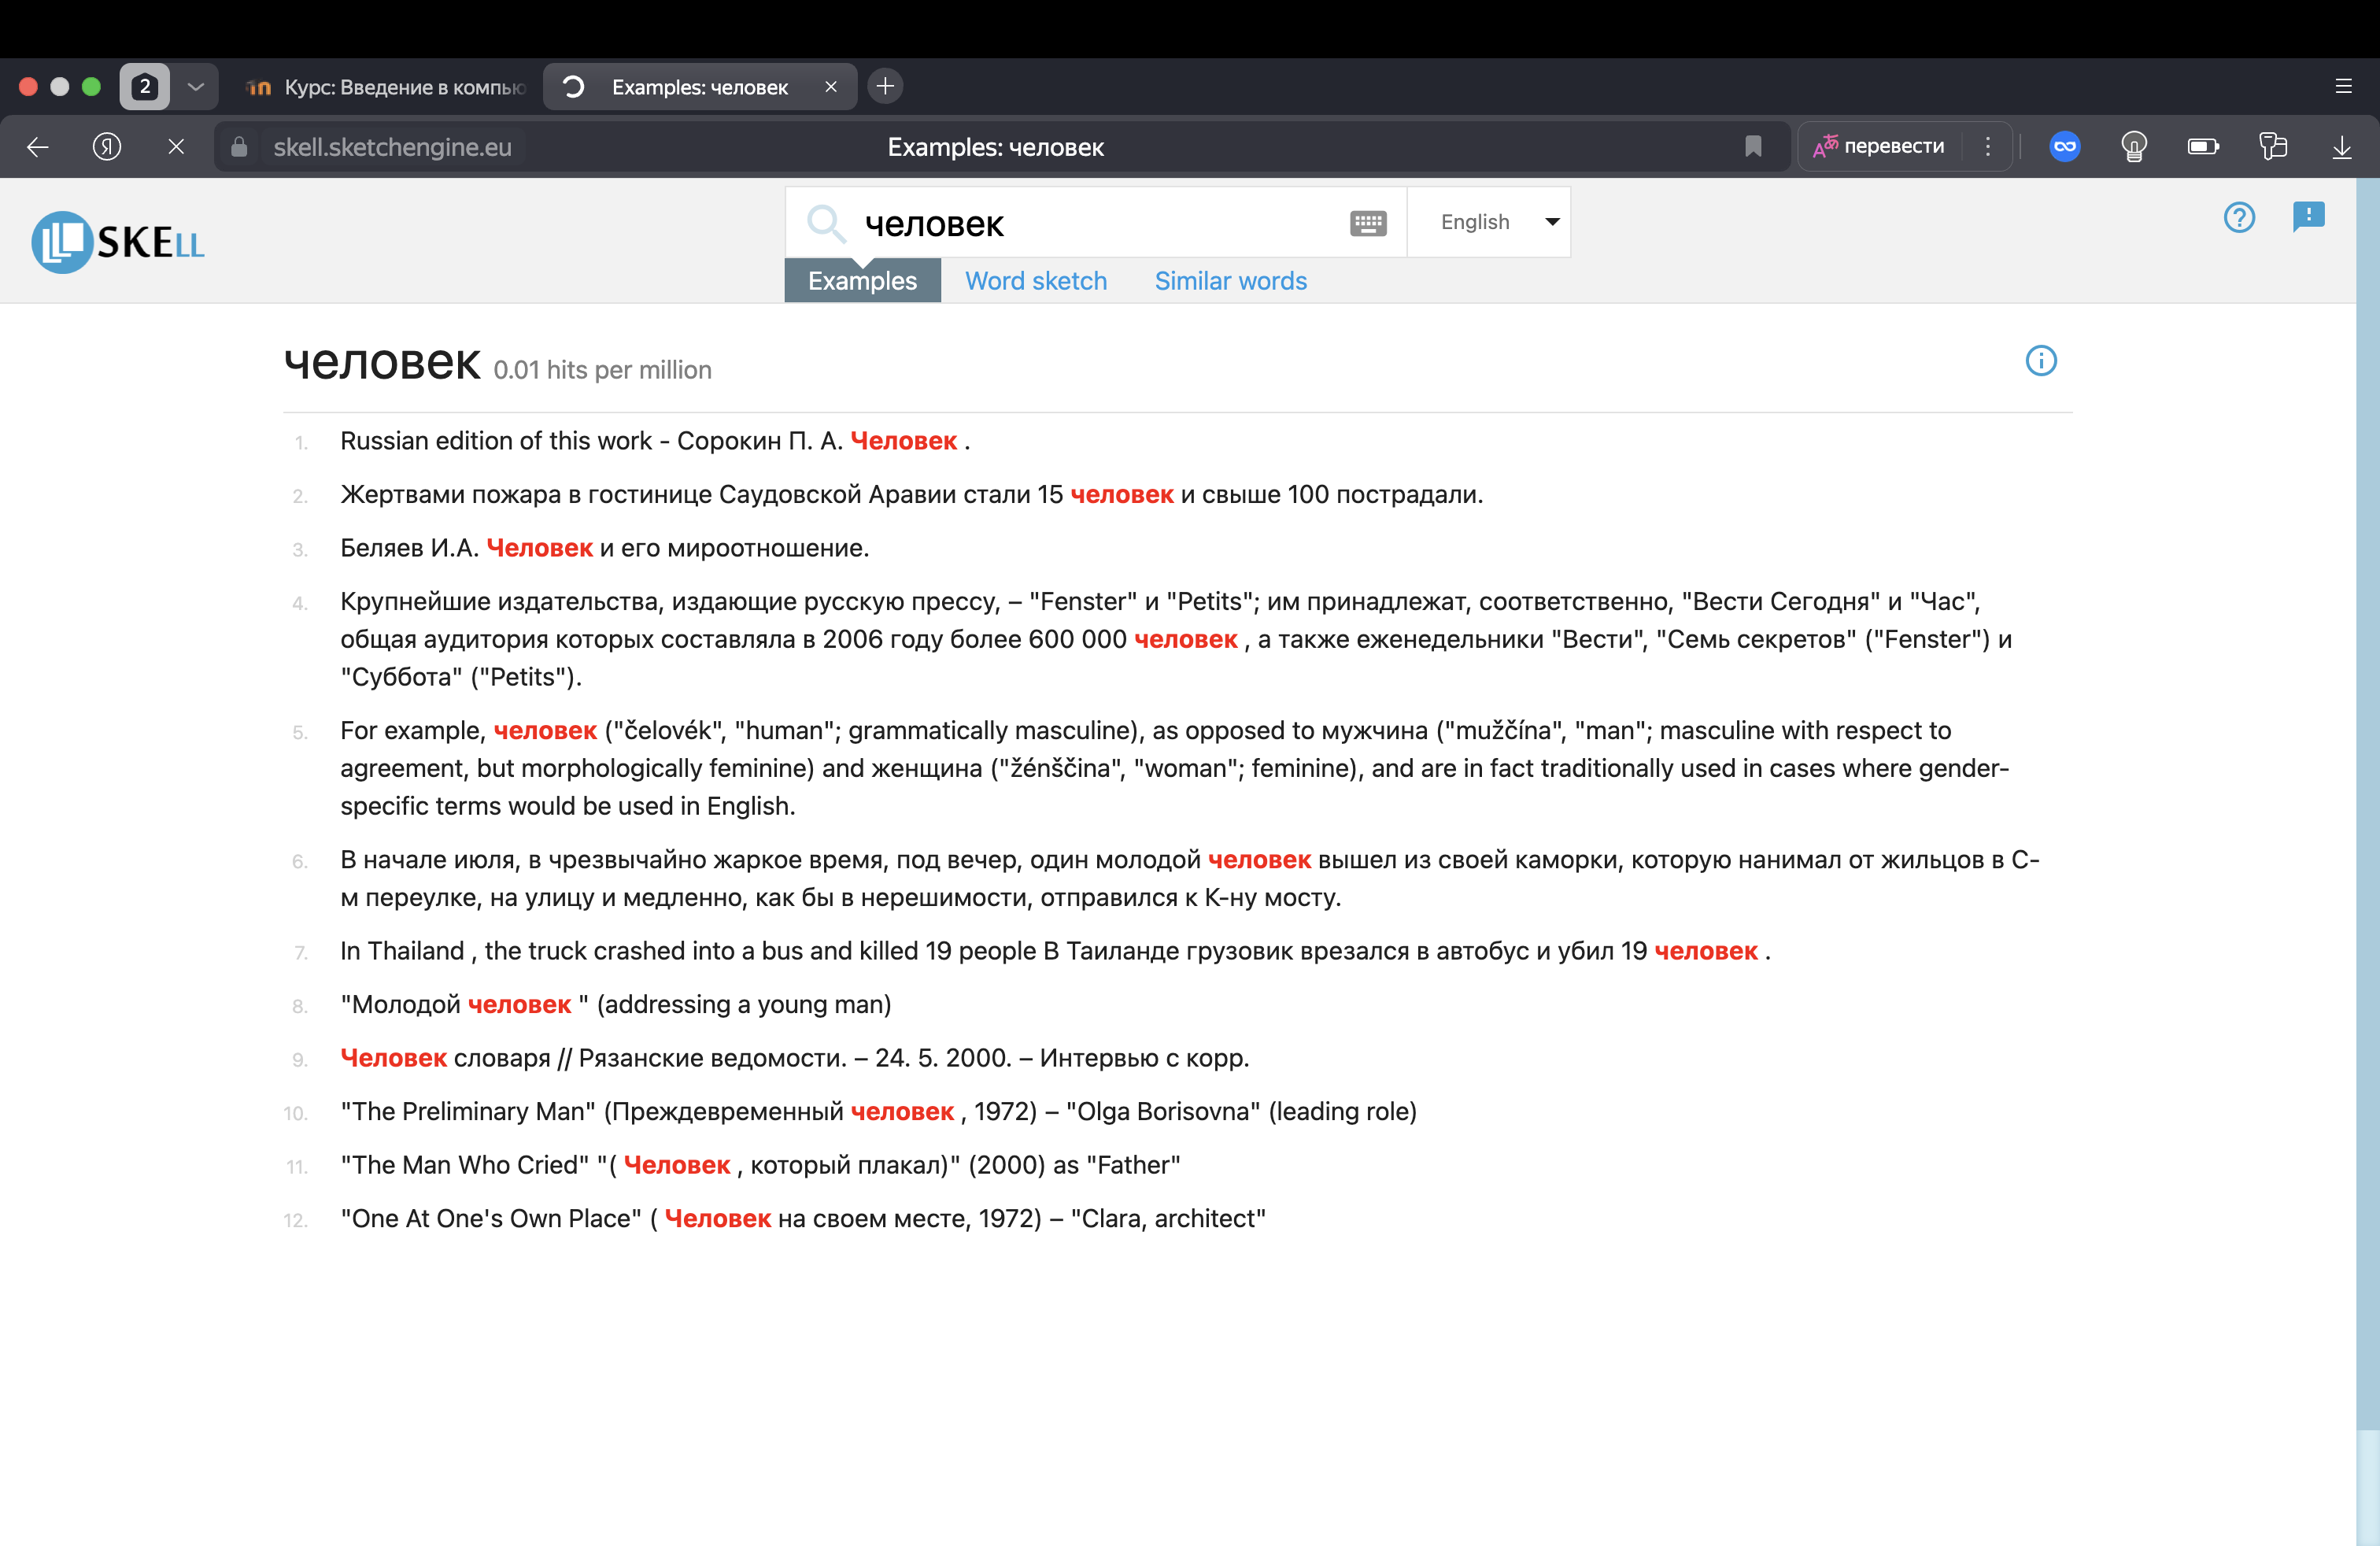 2
Курс: Введение в компью
Examples: человек
skell.sketchengine.eu
Examples: человек
перевести
SKELL
человек
English
Examples
Word sketch
Similar words
человек 0.01 hits per million
1. Russian edition of this work - Сорокин П. А. Человек .
2. Жертвами пожара в гостинице Саудовской Аравии стали 15 человек и свыше 100 пострадали.
3. Беляев И.А. Человек и его мироотношение.
4. Крупнейшие издательства, издающие русскую прессу, – "Fenster" и "Petits"; им принадлежат, соответственно, "Вести Сегодня" и "Час",
общая аудитория которых составляла в 2006 году более 600 000 человек , а также еженедельники "Вести", "Семь секретов" ("Fenster") и
"Суббота" ("Petits").
5. For example, человек ("čelovék", "human"; grammatically masculine), as opposed to мужчина ("mužčína", "man"; masculine with respect to
agreement, but morphologically feminine) and женщина ("žénščina", "woman"; feminine), and are in fact traditionally used in cases where gender-
specific terms would be used in English.
6. В начале июля, в чрезвычайно жаркое время, под вечер, один молодой человек вышел из своей каморки, которую нанимал от жильцов в С-
м переулке, на улицу и медленно, как бы в нерешимости, отправился к К-ну мосту.
7. In Thailand , the truck crashed into a bus and killed 19 people В Таиланде грузовик врезался в автобус и убил 19 человек .
8. "Молодой человек " (addressing a young man)
9. Человек словаря // Рязанские ведомости. – 24. 5. 2000. – Интервью с корр.
10. "The Preliminary Man" (Преждевременный человек , 1972) – "Olga Borisovna" (leading role)
11. "The Man Who Cried" "( Человек , который плакал)" (2000) as "Father"
12. "One At One's Own Place" ( Человек на своем месте, 1972) – "Clara, architect"